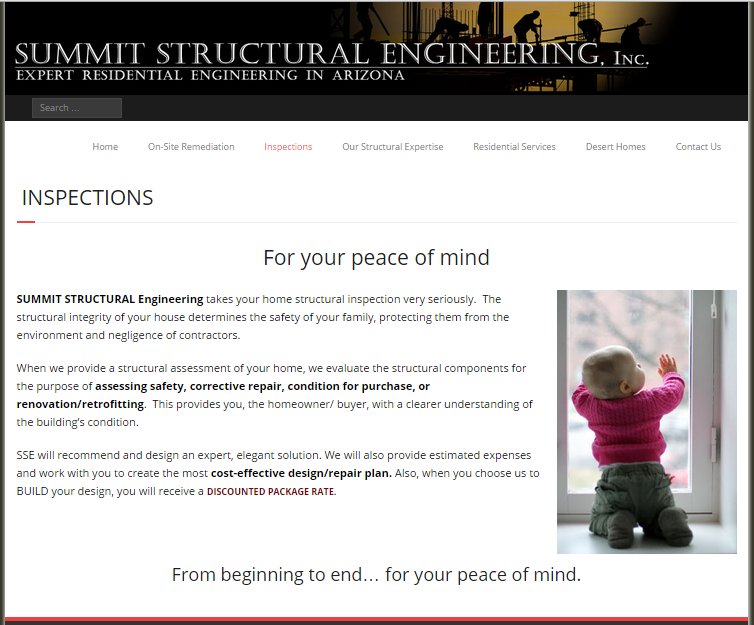 SUMMIT STRUCTURAL ENGINEERING, INC.
EXPERT RESIDENTIAL ENGINEERING IN ARIZONA
Search ...
Home On-Site Remediation Inspections Our Structural Expertise Residential Services Desert Homes Contact Us
INSPECTIONS
For your peace of mind
SUMMIT STRUCTURAL Engineering takes your home structural inspection very seriously.  The
structural integrity of your house determines the safety of your family, protecting them from the
environment and negligence of contractors.
When we provide a structural assessment of your home, we evaluate the structural components for
the purpose of assessing safety, corrective repair, condition for purchase, or
renovation/retrofitting.  This provides you, the homeowner/ buyer, with a clearer understanding of
the building’s condition.
SSE will recommend and design an expert, elegant solution. We will also provide estimated expenses
and work with you to create the most cost-effective design/repair plan. Also, when you choose us to
BUILD your design, you will receive a DISCOUNTED PACKAGE RATE.
From beginning to end… for your peace of mind.